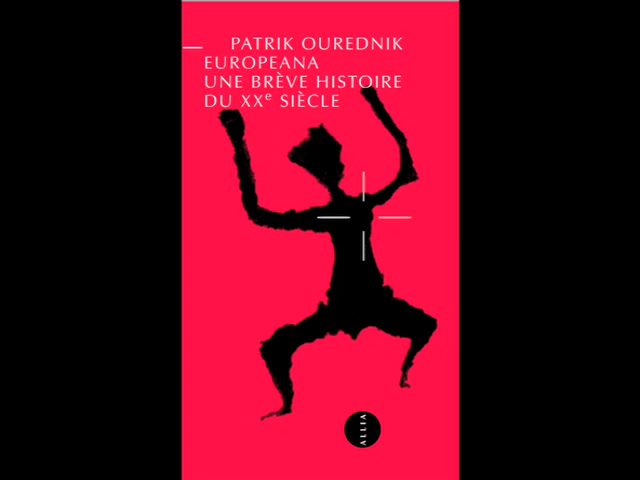 PATRIK OUREDNIK
EUROPEANA
UNE BRÈVE HISTOIRE
DU XXe SIÈCLE
ALLIA